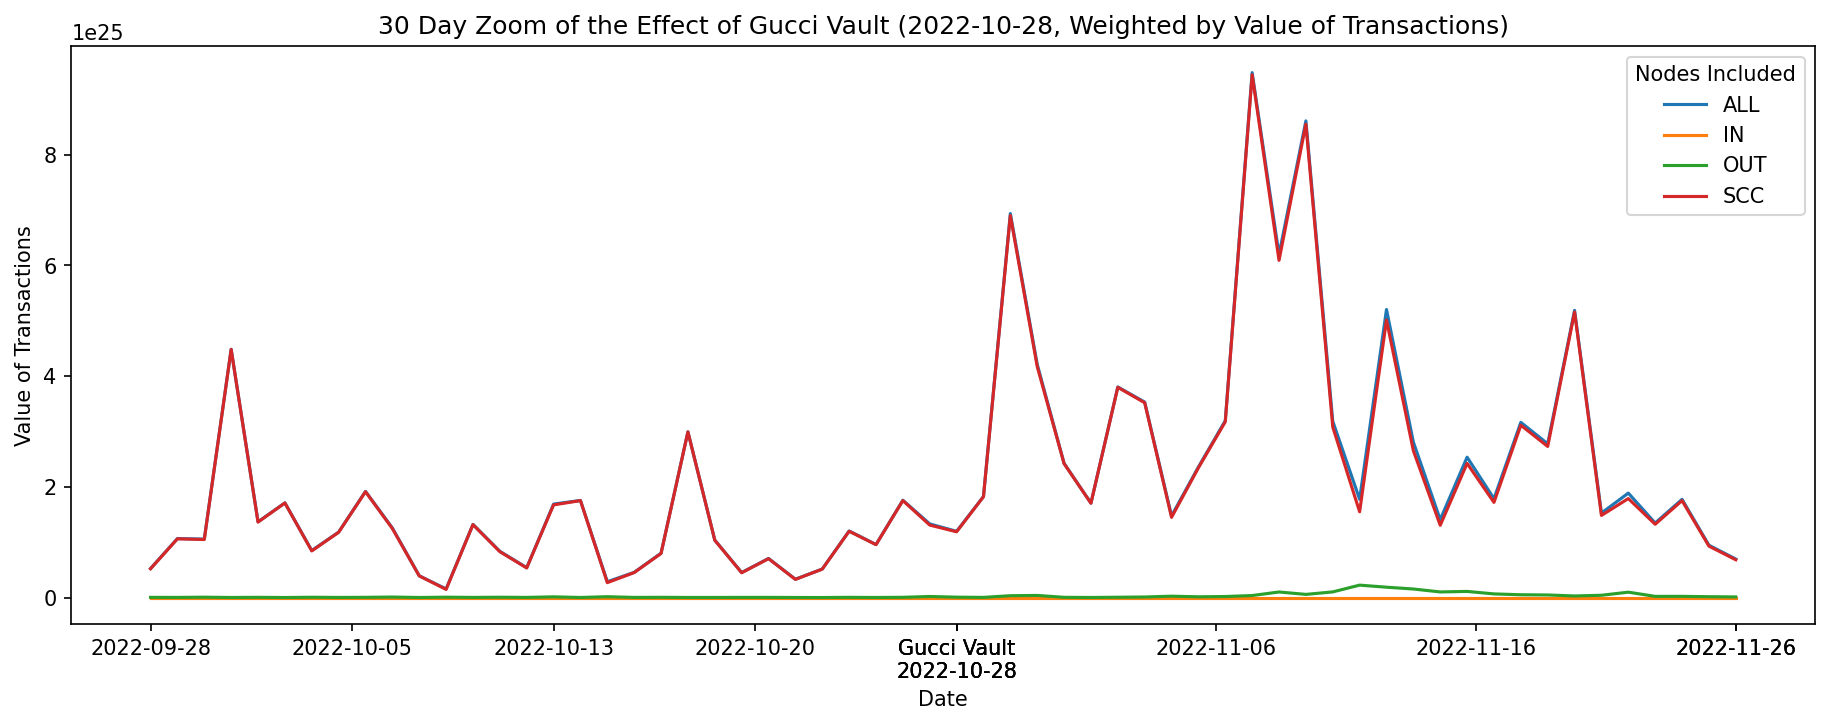 30 Day Zoom of the Effect of Gucci Vault (2022-10-28, Weighted by Value of Transactions)
1e25
Nodes Included
ALL
IN
OUT
SCC
Value of Transactions
8
6
4
2
0
2022-09-28
2022-10-05
2022-10-13
2022-10-20
Gucci Vault
2022-10-28
2022-11-06
2022-11-16
2022-11-26
Date